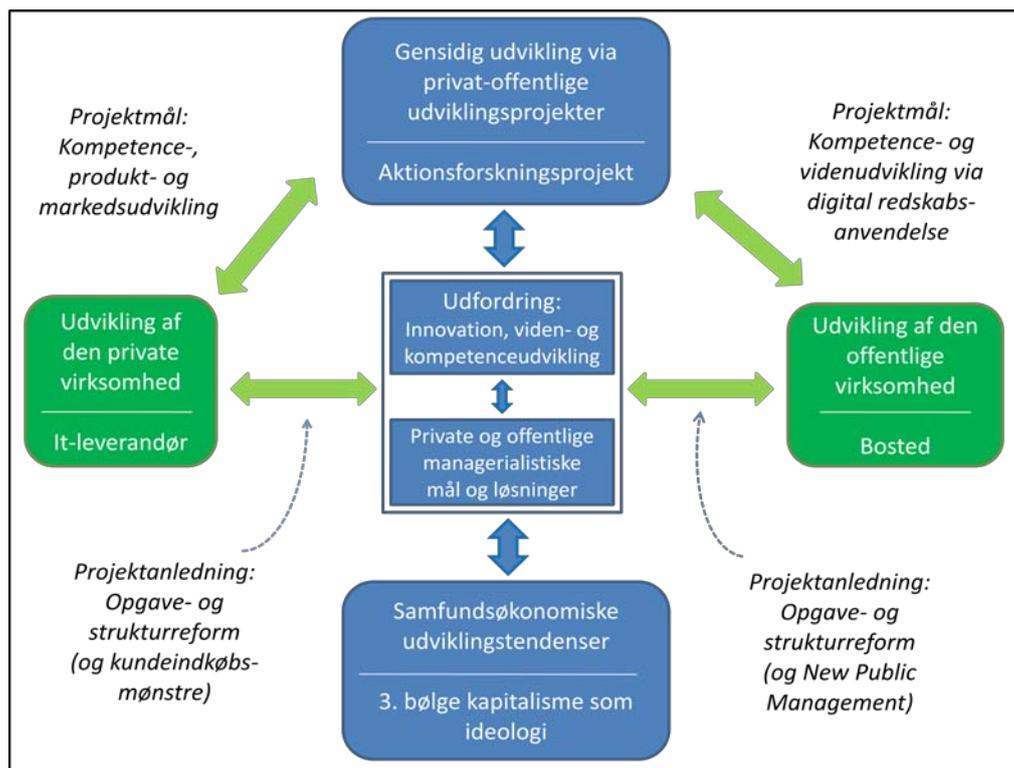 Gensidig udvikling via
privat-offentlige
udviklingsprojekter
Aktionsforskningsprojekt
Projektmål:
Kompetence-,
produkt- og
markedsudvikling
Projektmål:
Kompetence- og
videnudvikling via
digital redskabs-
anvendelse
Udvikling af
den private
virksomhed
It-leverandør
Udfordring:
Innovation, viden- og
kompetenceudvikling
Private og offentlige
managerialistiske
mål og løsninger
Udvikling af den
offentlige
virksomhed
Bosted
Projektanledning:
Opgave- og
strukturreform
(og kundeindkøbs-
mønstre)
Samfundsøkonomiske
udviklingstendenser
3. bølge kapitalisme som
ideologi
Projektanledning:
Opgave- og
strukturreform
(og New Public
Management)